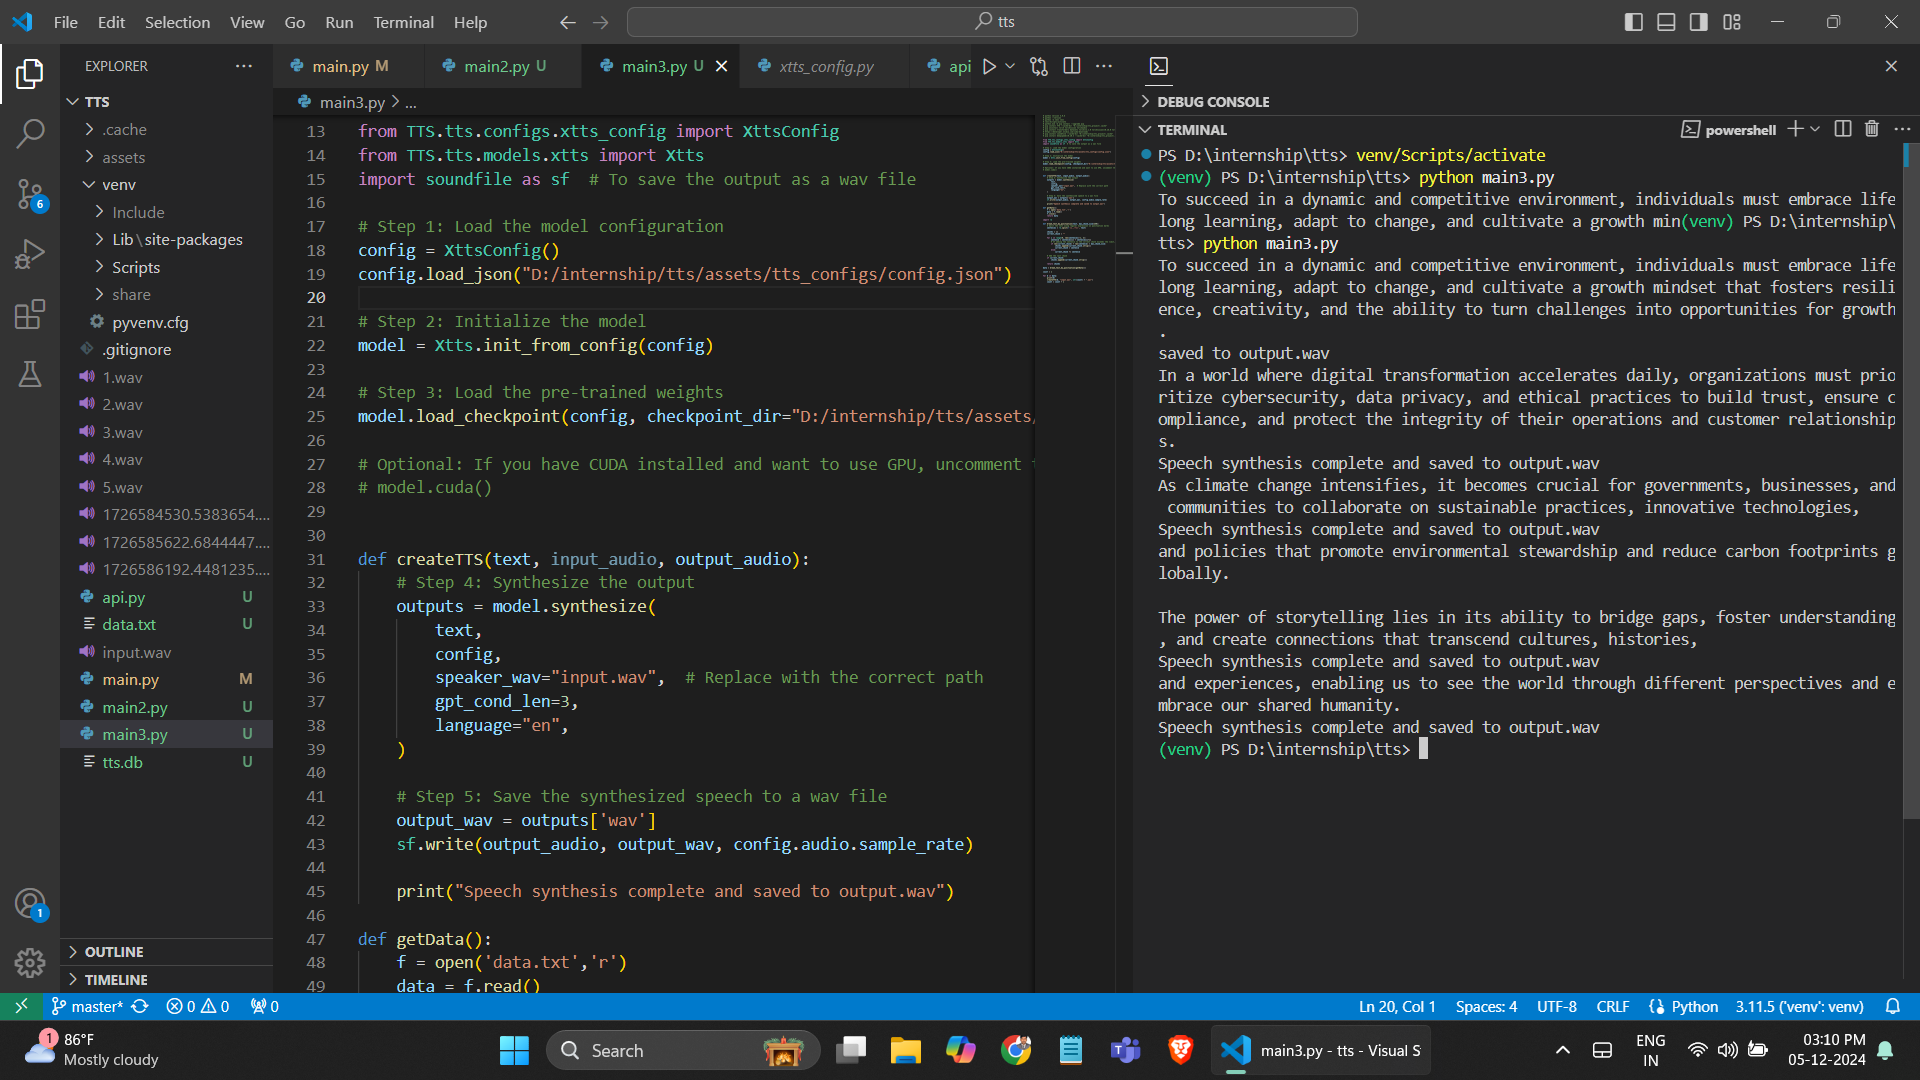 File Edit Selection View Go Run Terminal Help
tts
EXPLORER
TTS
.cache
assets
venv
Include
Lib\site-packages
Scripts
share
pyvenv.cfg
.gitignore
1.wav
2.wav
3.wav
4.wav
5.wav
1726584530.5383654....
1726585622.6844447....
1726586192.4481235....
api.py U
data.txt U
input.wav
main.py M
main2.py U
main3.py U
tts.db U
OUTLINE
TIMELINE
6
1
main.py M main2.py U main3.py U xtts_config.py api
main3.py > ...
13 from TTS.tts.configs.xtts_config import XttsConfig
14 from TTS.tts.models.xtts import Xtts
15 import soundfile as sf # To save the output as a wav file
16
17 # Step 1: Load the model configuration
18 config = XttsConfig()
19 config.load_json("D:/internship/tts/assets/tts_configs/config.json")
20
21 # Step 2: Initialize the model
22 model = Xtts.init_from_config(config)
23
24 # Step 3: Load the pre-trained weights
25 model.load_checkpoint(config, checkpoint_dir="D:/internship/tts/assets/
26
27 # Optional: If you have CUDA installed and want to use GPU, uncomment
28 # model.cuda()
29
30
31 def createTTS(text, input_audio, output_audio):
32 # Step 4: Synthesize the output
33 outputs = model.synthesize(
34 text,
35 config,
36 speaker_wav="input.wav", # Replace with the correct path
37 gpt_cond_len=3,
38 language="en",
39 )
40
41 # Step 5: Save the synthesized speech to a wav file
42 output_wav = outputs['wav']
43 sf.write(output_audio, output_wav, config.audio.sample_rate)
44
45 print("Speech synthesis complete and saved to output.wav")
46
47 def getData():
48 f = open('data.txt','r')
49 data = f.read()
DEBUG CONSOLE
TERMINAL
powershell
PS D:\internship\tts> venv/Scripts/activate
(venv) PS D:\internship\tts> python main3.py
To succeed in a dynamic and competitive environment, individuals must embrace life
long learning, adapt to change, and cultivate a growth min(venv) PS D:\internship\
tts> python main3.py
To succeed in a dynamic and competitive environment, individuals must embrace life
long learning, adapt to change, and cultivate a growth mindset that fosters resili
ence, creativity, and the ability to turn challenges into opportunities for growth
.
saved to output.wav
In a world where digital transformation accelerates daily, organizations must prio
ritize cybersecurity, data privacy, and ethical practices to build trust, ensure c
ompliance, and protect the integrity of their operations and customer relationship
s.
Speech synthesis complete and saved to output.wav
As climate change intensifies, it becomes crucial for governments, businesses, and
communities to collaborate on sustainable practices, innovative technologies,
Speech synthesis complete and saved to output.wav
and policies that promote environmental stewardship and reduce carbon footprints g
lobally.
The power of storytelling lies in its ability to bridge gaps, foster understanding
, and create connections that transcend cultures, histories,
Speech synthesis complete and saved to output.wav
and experiences, enabling us to see the world through different perspectives and e
mbrace our shared humanity.
Speech synthesis complete and saved to output.wav
(venv) PS D:\internship\tts>
master* 0 0 0
Ln 20, Col 1 Spaces: 4 UTF-8 CRLF Python 3.11.5 ('venv': venv)
1
86°F
Mostly cloudy
Search
main3.py - tts - Visual S
ENG
IN
03:10 PM
05-12-2024